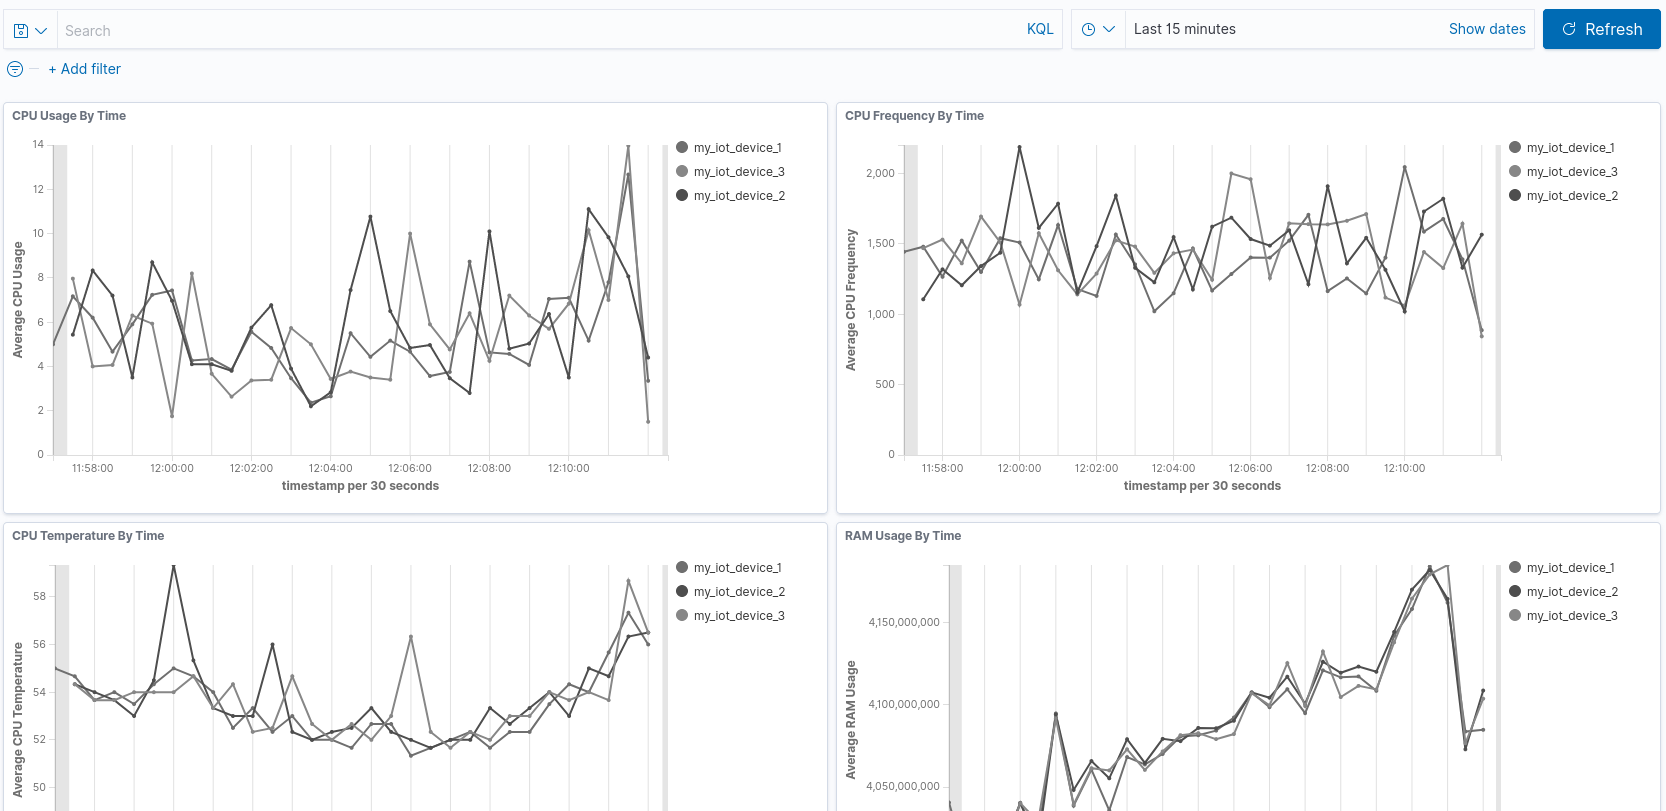 Search KQL Last 15 minutes Show dates Refresh
+ Add filter
CPU Usage By Time
14
12
10
8
6
4
2
0
Average CPU Usage
11:58:00 12:00:00 12:02:00 12:04:00 12:06:00 12:08:00 12:10:00
timestamp per 30 seconds
my_iot_device_1
my_iot_device_3
my_iot_device_2
CPU Frequency By Time
2,000
1,500
1,000
500
0
Average CPU Frequency
11:58:00 12:00:00 12:02:00 12:04:00 12:06:00 12:08:00 12:10:00
timestamp per 30 seconds
my_iot_device_1
my_iot_device_3
my_iot_device_2
CPU Temperature By Time
58
56
54
52
50
Average CPU Temperature
my_iot_device_1
my_iot_device_2
my_iot_device_3
RAM Usage By Time
4,150,000,000
4,100,000,000
4,050,000,000
Average RAM Usage
my_iot_device_1
my_iot_device_2
my_iot_device_3